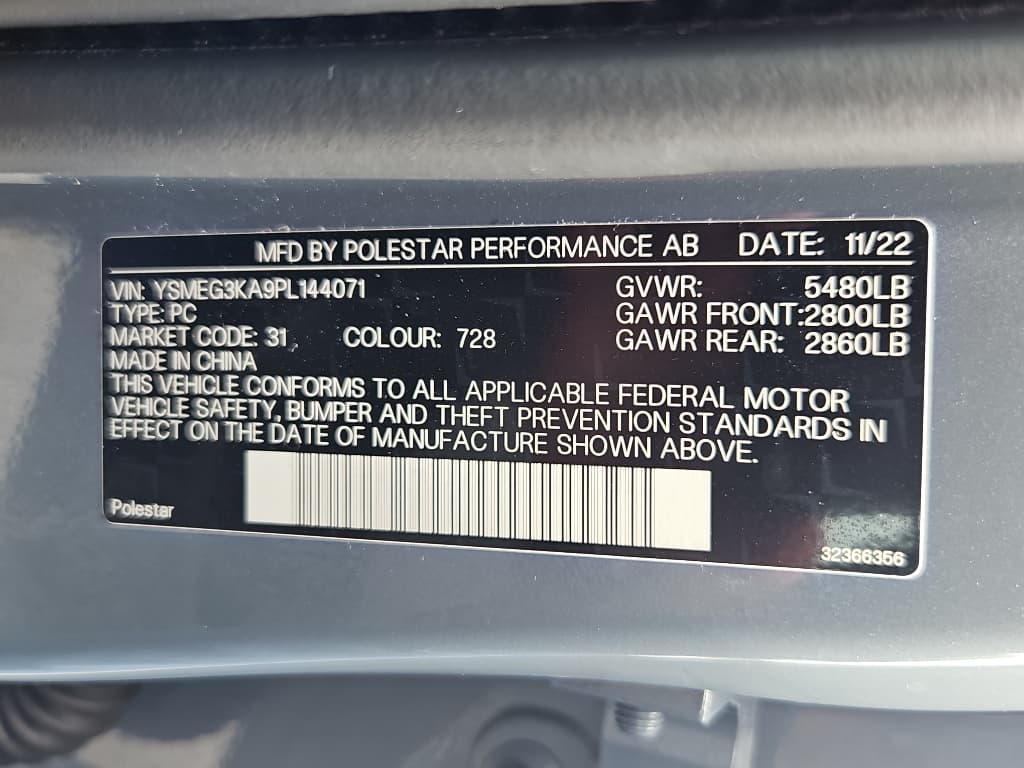 MFD BY POLESTAR PERFORMANCE AB DATE: 11/22
VIN: YSMEG3KA9PL144071 GVWR: 5480LB
TYPE: PC GAWR FRONT:2800LB
MARKET CODE: 31 COLOUR: 728 GAWR REAR: 2860LB
MADE IN CHINA
THIS VEHICLE CONFORMS TO ALL APPLICABLE FEDERAL MOTOR
VEHICLE SAFETY, BUMPER AND THEFT PREVENTION STANDARDS IN
EFFECT ON THE DATE OF MANUFACTURE SHOWN ABOVE.
Polestar
32366356